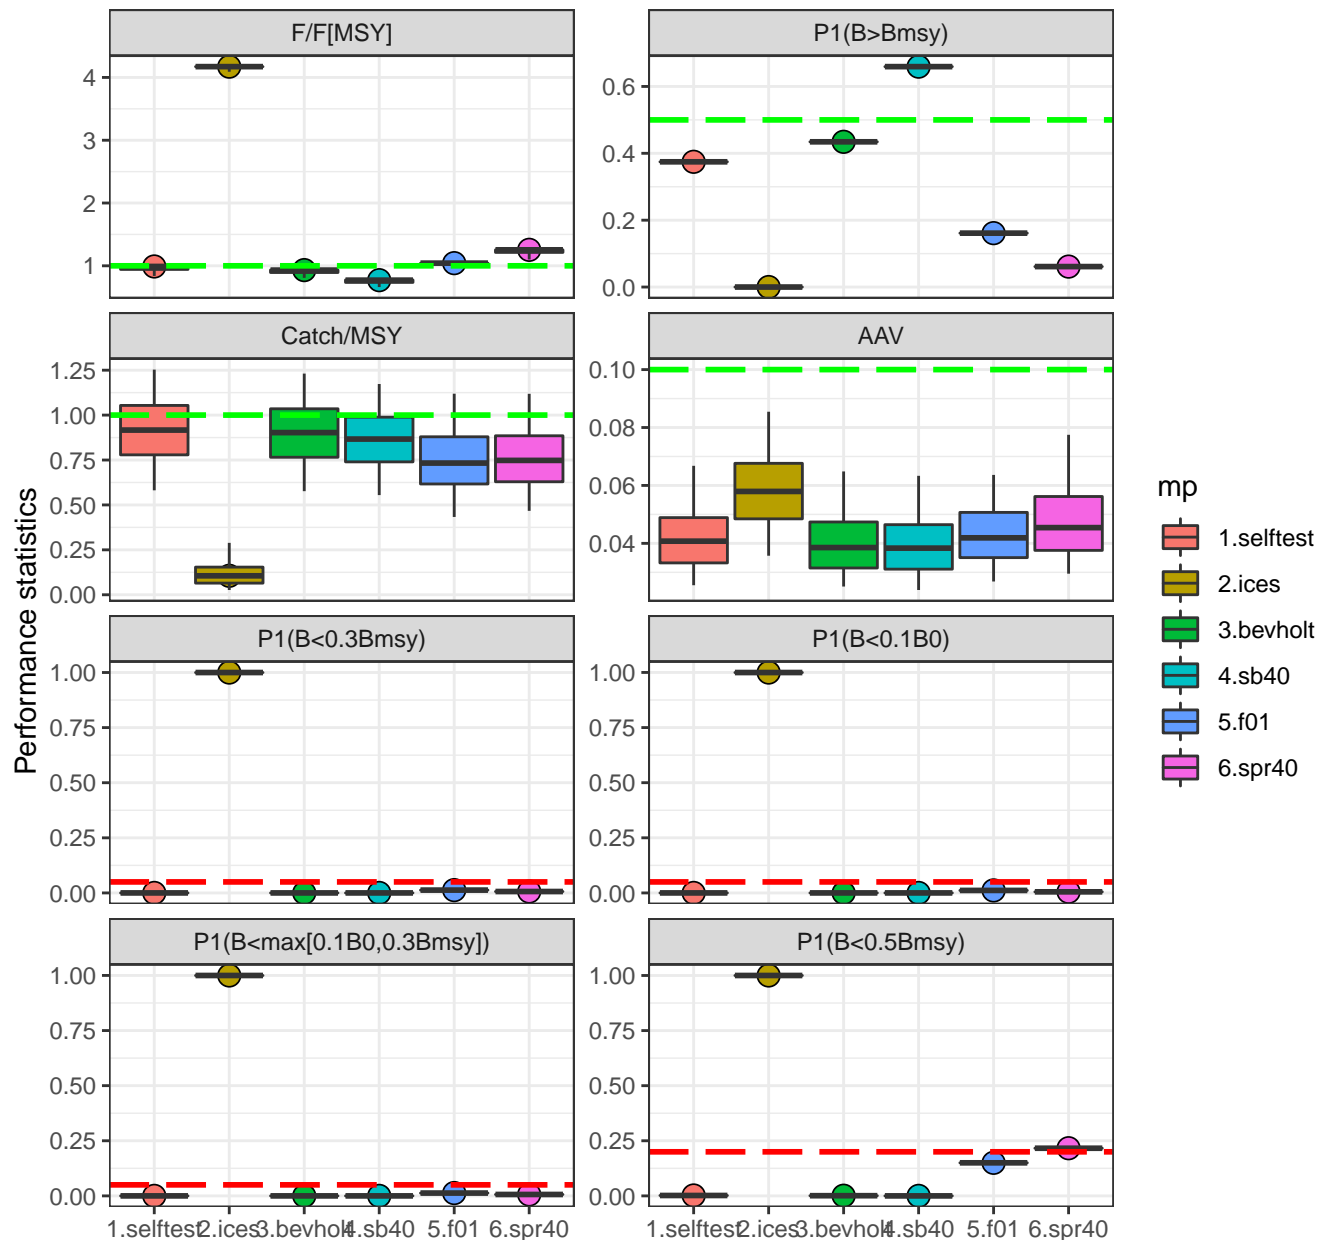 F/F[MSY]
P1(B>Bmsy)
4
3
2
1
0.6
0.4
0.2
0.0
Catch/MSY
AAV
1.25
1.00
0.75
0.50
0.25
0.00
0.10
0.08
0.06
0.04
P1(B<0.3Bmsy)
P1(B<0.1B0)
1.00
0.75
0.50
0.25
0.00
1.00
0.75
0.50
0.25
0.00
P1(B<max[0.1B0,0.3Bmsy])
P1(B<0.5Bmsy)
1.00
0.75
0.50
0.25
0.00
1.00
0.75
0.50
0.25
0.00
1.selftest 2.ices 3.bevholt 4.sb40 5.f01 6.spr40
1.selftest 2.ices 3.bevholt 4.sb40 5.f01 6.spr40
Performance statistics
mp
1.selftest
2.ices
3.bevholt
4.sb40
5.f01
6.spr40